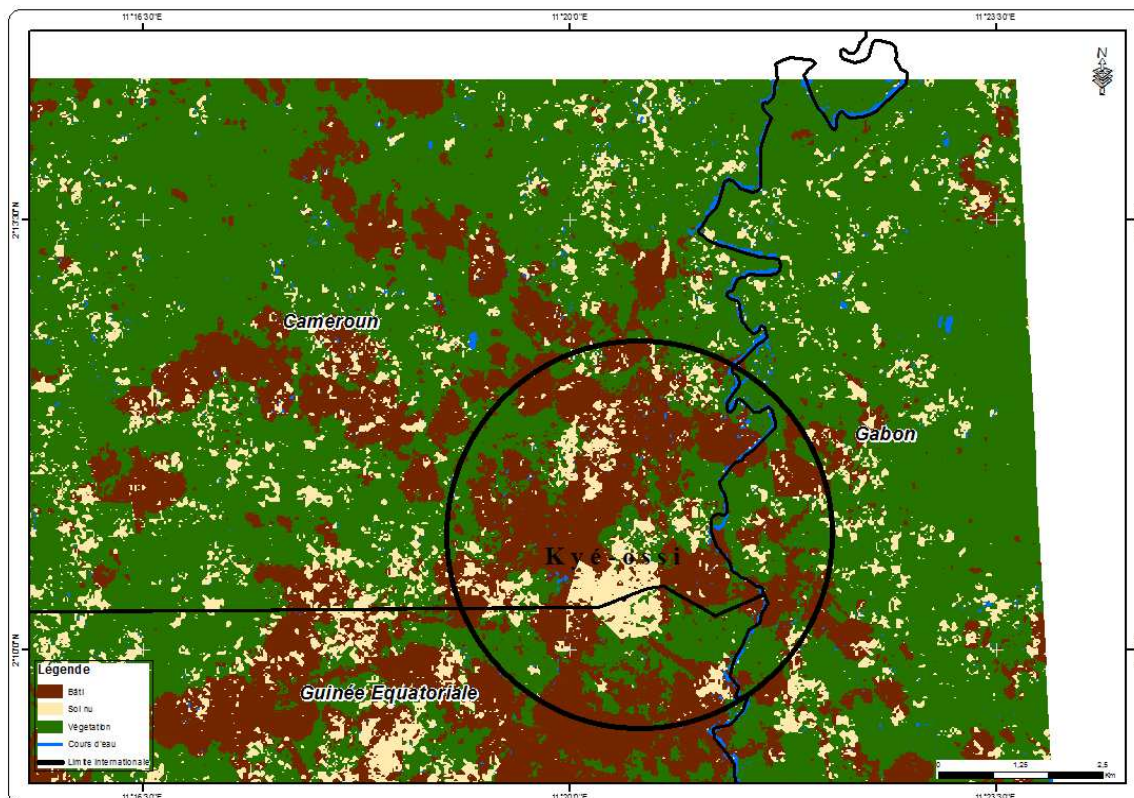 11°16'30"E 11°20'0"E 11°23'30"E
N
2°13'30"N
Cameroun
Gabon
Kyé-ossi
2°10'0"N
Guinée Equatoriale
Légende
Bâti
Sol nu
Végetation
Cours d'eau
Limite Internationale
0 1,25 2,5
Km
11°16'30"E 11°20'0"E 11°23'30"E